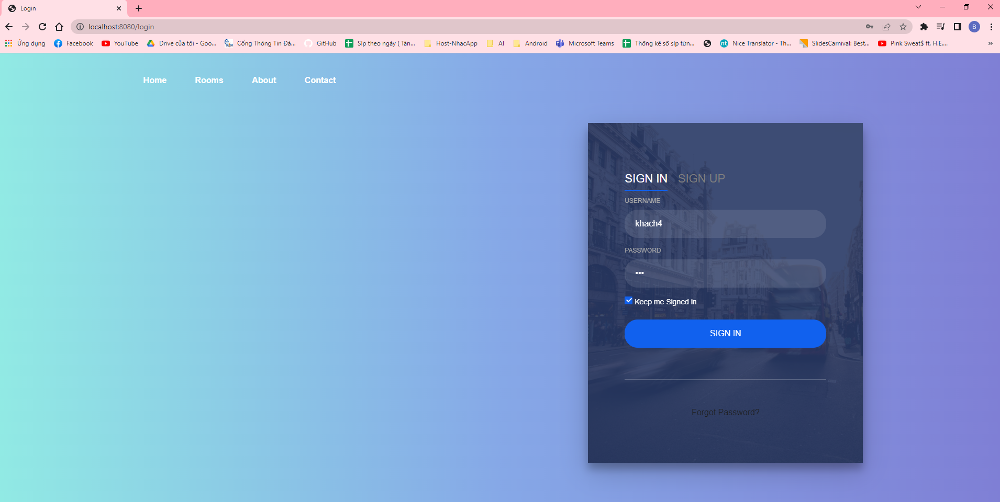 Login
localhost:8080/login
B
Ứng dụng Facebook YouTube Drive của tôi - Goo... Cổng Thông Tin Đà... GitHub Slp theo ngày ( Tân... Host-NhacApp AI Android Microsoft Teams Thống kê số slp từn... nt Nice Translator - Th... SlidesCarnival: Best... Pink Sweat$ ft. H.E.... »
Home Rooms About Contact
SIGN IN SIGN UP
USERNAME
khach4
PASSWORD
•••
Keep me Signed in
SIGN IN
Forgot Password?